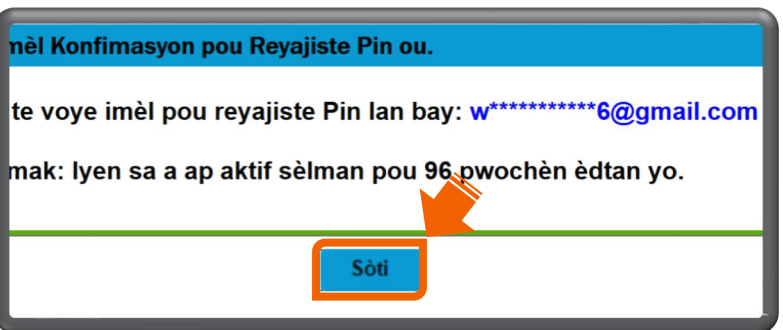 mèl Konfimasyon pou Reyajiste Pin ou.
te voye imèl pou reyajiste Pin lan bay: w***********6@gmail.com
mak: lyen sa a ap aktif sèlman pou 96 pwochèn èdtan yo.
Sòti